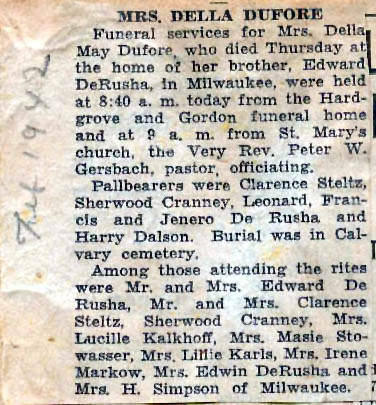 MRS. DELLA DUFORE
Funeral services for Mrs. Della
May Dufore, who died Thursday at
the home of her brother, Edward
DeRusha, in Milwaukee, were held
at 8:40 a. m. today from the Hard-
grove and Gordon funeral home
and at 9 a. m. from St. Mary's
church, the Very Rev. Peter W.
Gersbach, pastor, officiating.
Pallbearers were Clarence Steltz,
Sherwood Cranney, Leonard, Fran-
cis and Jenero De Rusha and
Harry Dalson. Burial was in Cal-
vary cemetery.
Among those attending the rites
were Mr. and Mrs. Edward De
Rusha, Mr. and Mrs. Clarence
Steltz, Sherwood Cranney, Mrs.
Lucille Kalkhoff, Mrs. Masie Sto-
wasser, Mrs. Lillie Karls, Mrs. Irene
Markow, Mrs. Edwin DeRusha and
Mrs. H. Simpson of Milwaukee.
1942